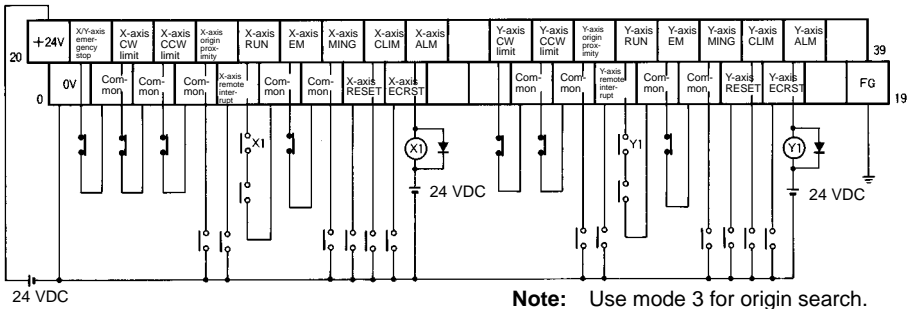 20 +24V X/Y-axis emergency stop X-axis CW limit X-axis CCW limit X-axis origin prox- imity X-axis RUN X-axis EM X-axis MING X-axis CLIM X-axis ALM Y-axis CW limit Y-axis CCW limit Y-axis origin prox- imity Y-axis RUN Y-axis EM Y-axis MING Y-axis CLIM Y-axis ALM 39
0 0V Com- mon Com- mon Com- mon X-axis remote inter- rupt Com- mon Com- mon X-axis RESET X-axis ECRST Com- mon Com- mon Y-axis remote inter- rupt Com- mon Com- mon Y-axis RESET Y-axis ECRST FG 19
X1 X1 Y1 Y1
24 VDC 24 VDC
24 VDC
Note: Use mode 3 for origin search.